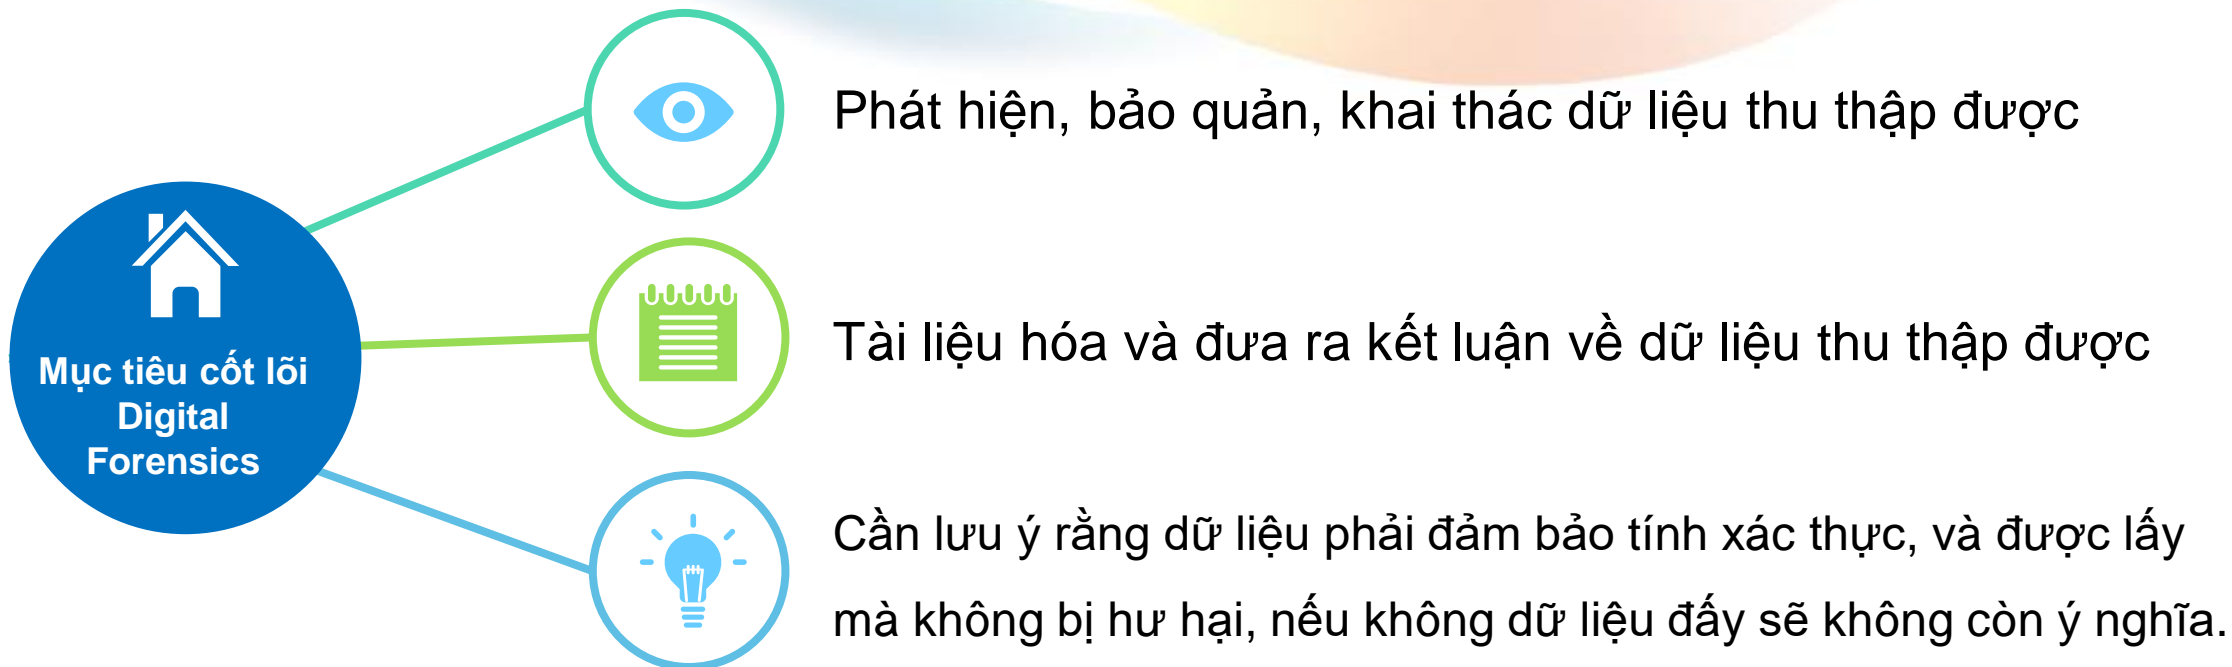 Mục tiêu cốt lõi
Digital
Forensics
Phát hiện, bảo quản, khai thác dữ liệu thu thập được
Tài liệu hóa và đưa ra kết luận về dữ liệu thu thập được
Cần lưu ý rằng dữ liệu phải đảm bảo tính xác thực, và được lấy
mà không bị hư hại, nếu không dữ liệu đấy sẽ không còn ý nghĩa.